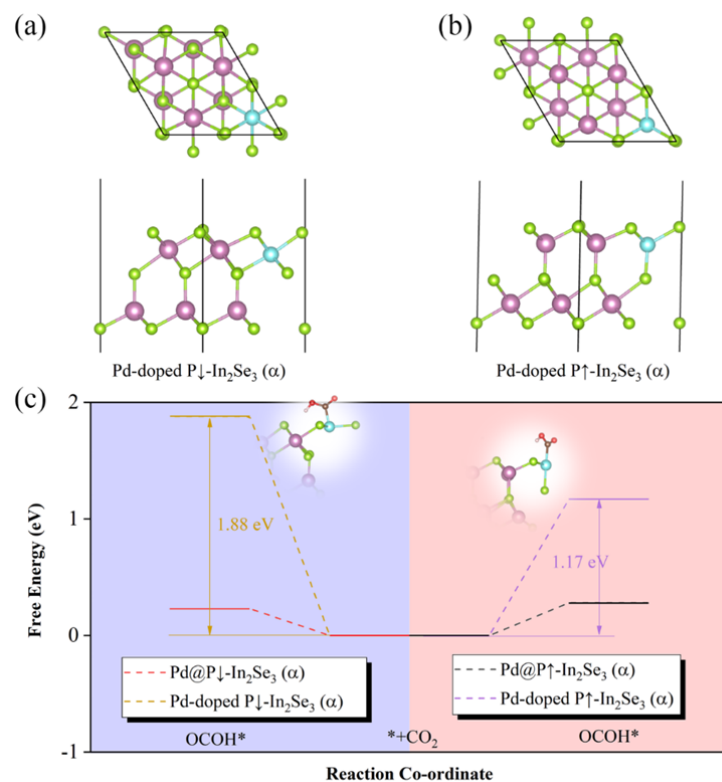 (a)
(b)
Pd-doped P↓-In₂Se₃ (α)
Pd-doped P↑-In₂Se₃ (α)
(c)
2
1
0
-1
Free Energy (eV)
1.88 eV
1.17 eV
Pd@P↓-In₂Se₃ (α)
Pd-doped P↓-In₂Se₃ (α)
Pd@P↑-In₂Se₃ (α)
Pd-doped P↑-In₂Se₃ (α)
OCOH*
*+CO₂
OCOH*
Reaction Co-ordinate